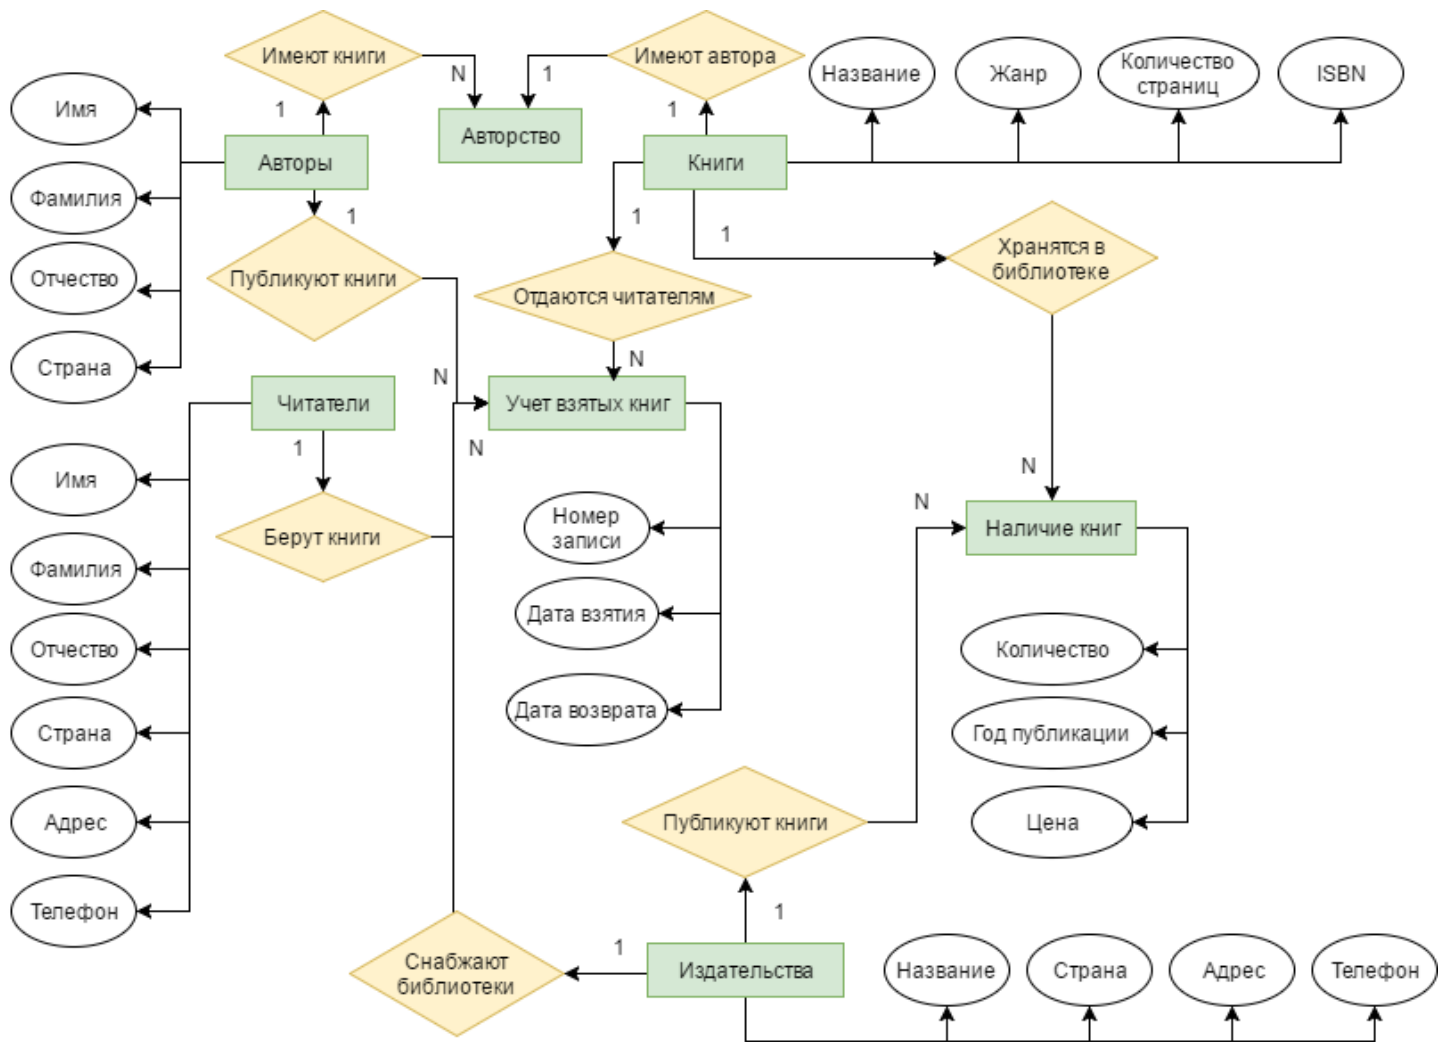 Имеют книги
Имеют автора
N
1
Название
Жанр
Количество
страниц
ISBN
Имя
1
1
Авторство
Авторы
Книги
Фамилия
1
1
1
Публикуют книги
Отдаются читателям
Хранятся в
библиотеке
Отчество
Страна
N
N
Читатели
Учет взятых книг
1
N
N
Имя
N
Номер
записи
Наличие книг
Берут книги
Фамилия
Дата взятия
Отчество
Количество
Страна
Дата возврата
Год публикации
Адрес
Публикуют книги
Цена
Телефон
1
1
Снабжают
библиотеки
Издательства
Название
Страна
Адрес
Телефон